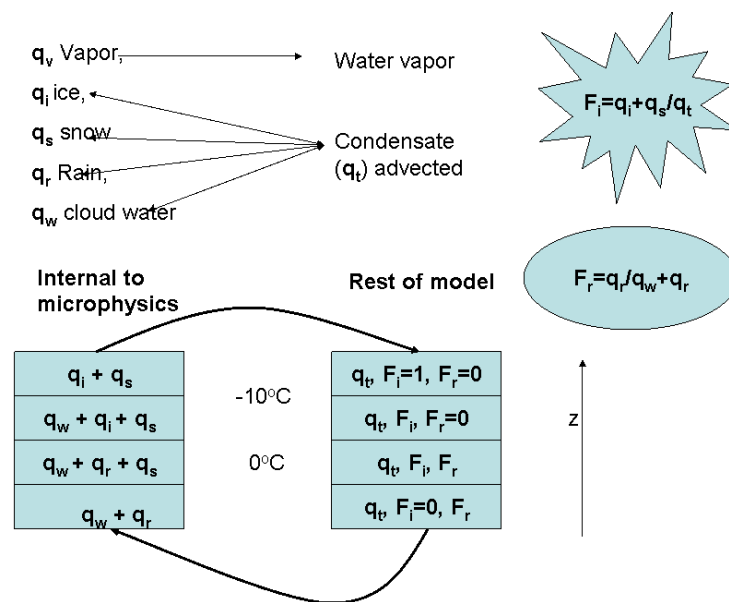 qv Vapor,
qi ice,
qs snow
qr Rain,
qw cloud water
Water vapor
Condensate
(qt) advected
Fi=qi+qs/qt
Fr=qr/qw+qr
Internal to
microphysics
Rest of model
qi + qs
qw + qi + qs
qw + qr + qs
qw + qr
-10oC
0oC
qt, Fi=1, Fr=0
qt, Fi, Fr=0
qt, Fi, Fr
qt, Fi=0, Fr
z